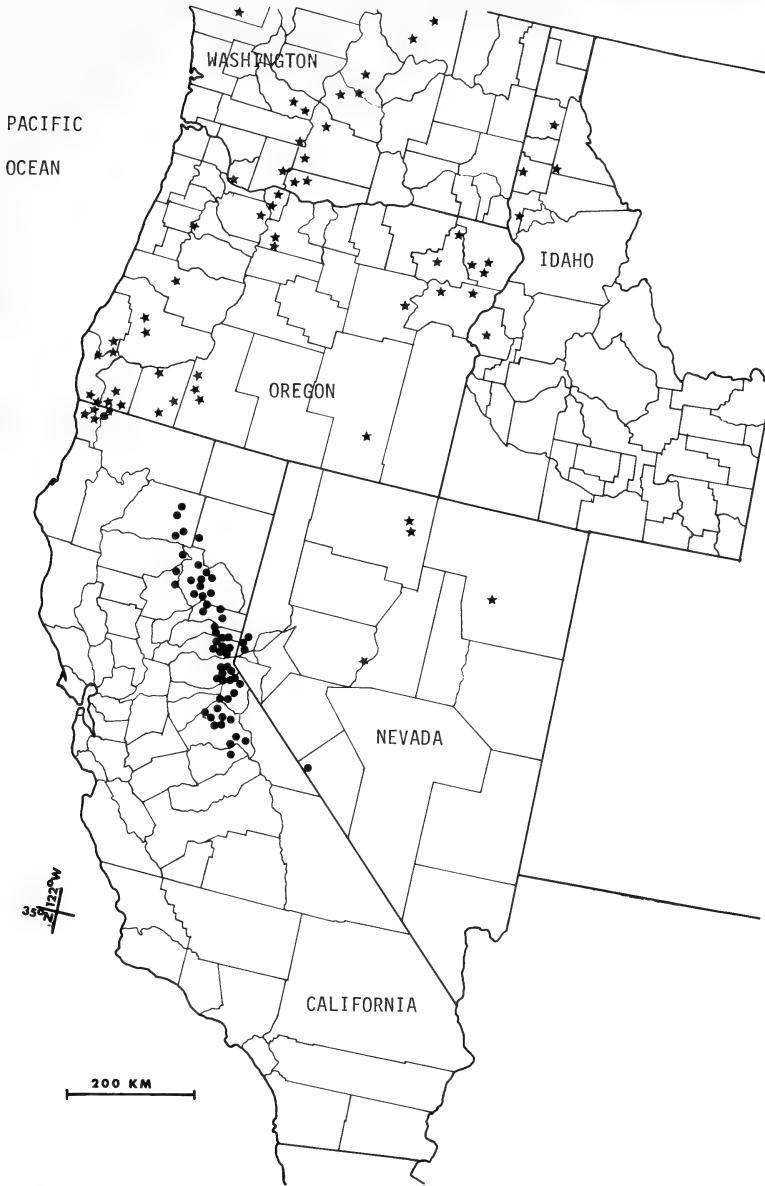 WASHINGTON
PACIFIC
OCEAN
IDAHO
OREGON
NEVADA
122°W
35°N
CALIFORNIA
200 KM